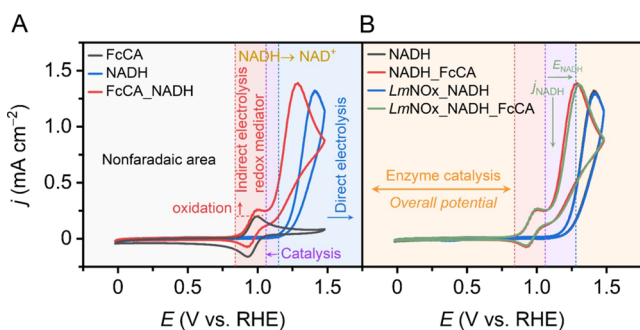 A
FcCA
NADH
FcCA_NADH
NADH → NAD⁺
Nonfaradaic area
Indirect electrolysis
redox mediator
oxidation
Direct electrolysis
Catalysis
j (mA cm⁻²)
1.5
1.0
0.5
0
0
0.5
1.0
1.5
E (V vs. RHE)
B
NADH
NADH_FcCA
LmNOx_NADH
LmNOx_NADH_FcCA
E_NADH
j_NADH
Enzyme catalysis
Overall potential
0
0.5
1.0
1.5
E (V vs. RHE)